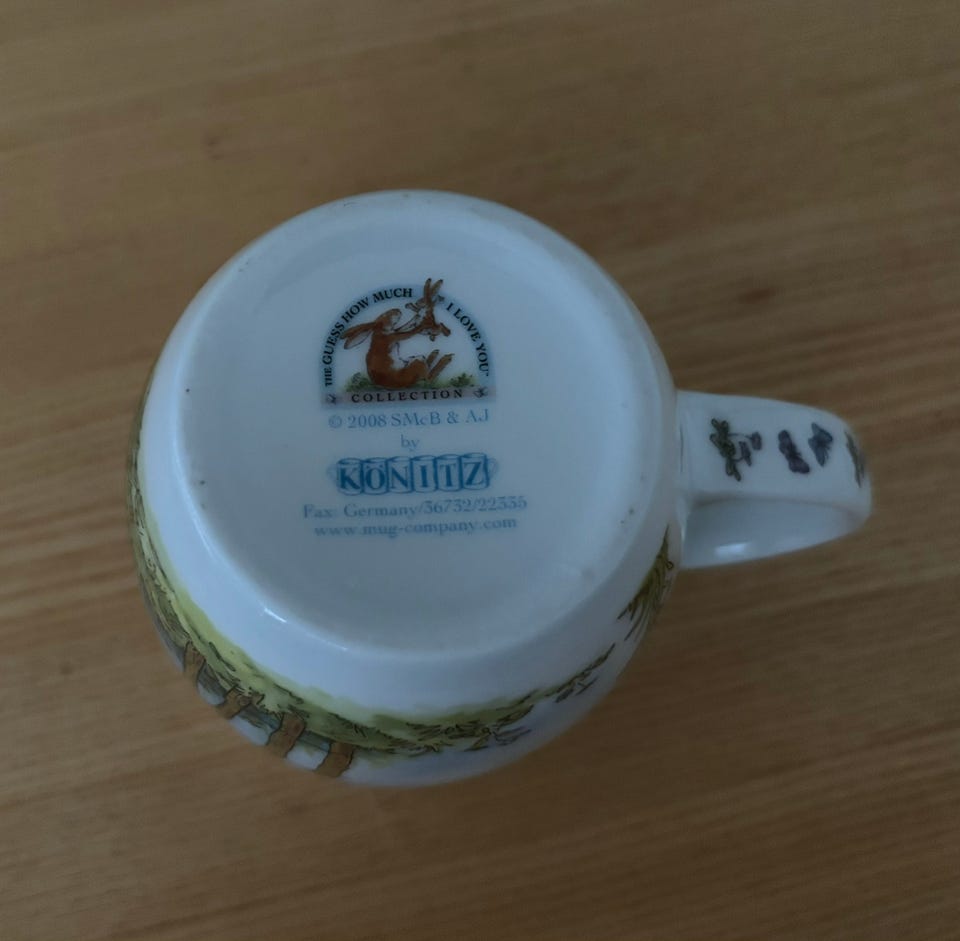 THE GUESS HOW MUCH I LOVE YOU™
COLLECTION
© 2008 SMcB & AJ
by
KÖNITZ
Fax: Germany/36732/22335
www.mug-company.com